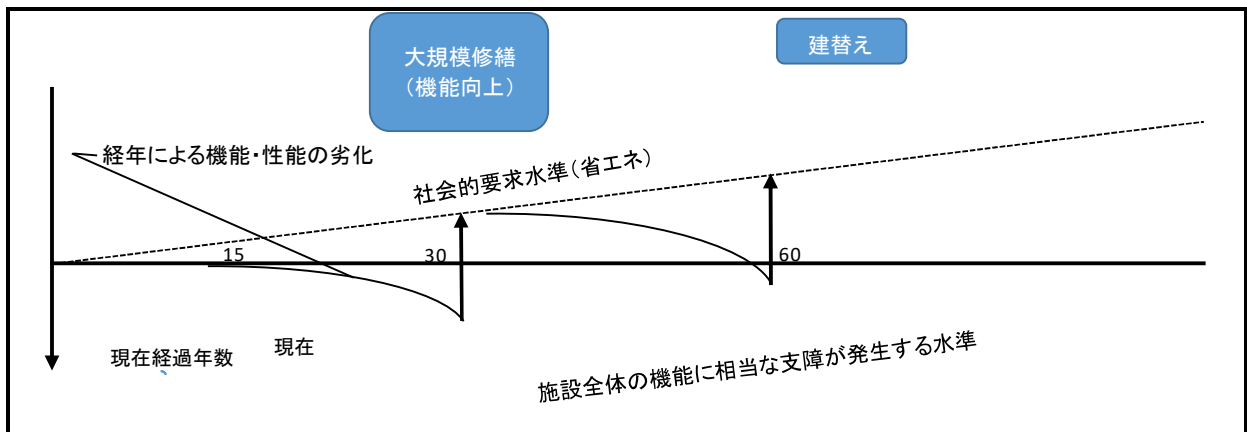 大規模修繕
（機能向上）
建替え
経年による機能・性能の劣化
社会的要求水準（省エネ）
15
30
60
現在経過年数
現在
施設全体の機能に相当な支障が発生する水準